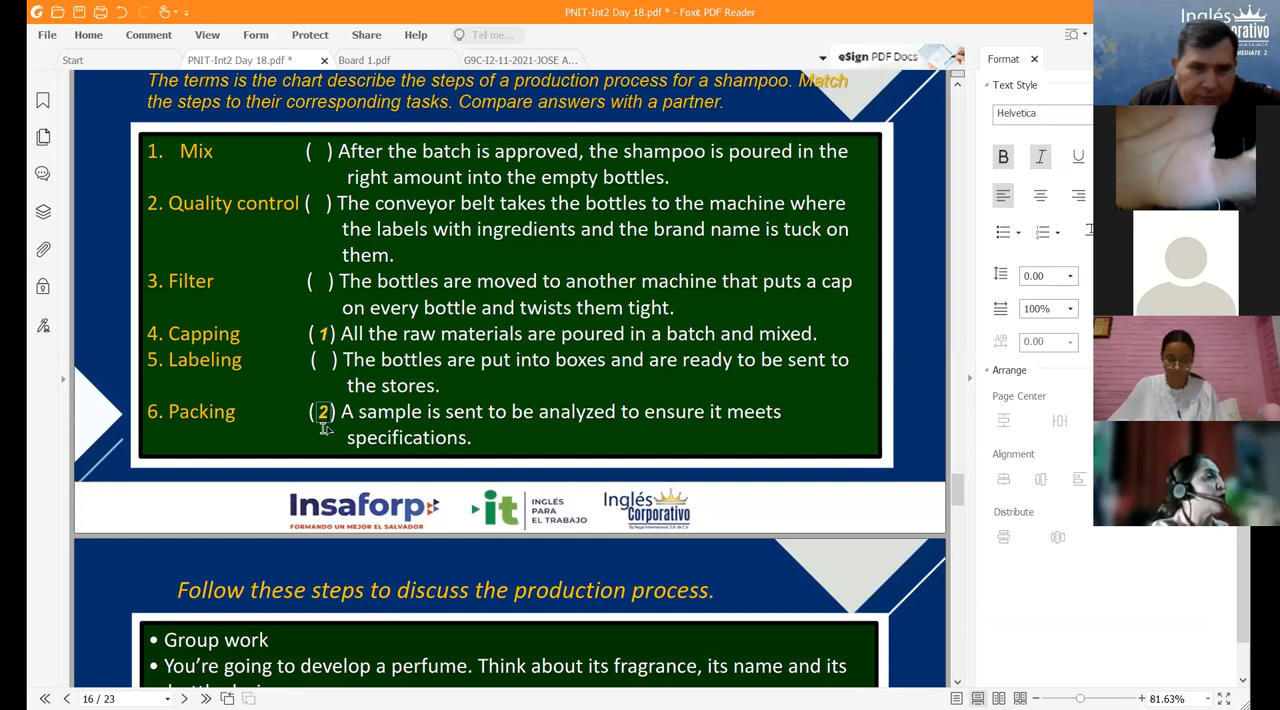 PNIT-Int2 Day 18.pdf * - Foxit PDF Reader
File Home Comment View Form Protect Share Help Tell me...
Start PNIT-Int2 Day 18.pdf * Board 1.pdf G9C-I2-11-2021-JOSE A... eSign PDF Docs
Inglés
Corporativo
The terms is the chart describe the steps of a production process for a shampoo. Match
the steps to their corresponding tasks. Compare answers with a partner.
1. Mix ( ) After the batch is approved, the shampoo is poured in the
right amount into the empty bottles.
2. Quality control ( ) The conveyor belt takes the bottles to the machine where
the labels with ingredients and the brand name is tuck on
them.
3. Filter ( ) The bottles are moved to another machine that puts a cap
on every bottle and twists them tight.
4. Capping (1) All the raw materials are poured in a batch and mixed.
5. Labeling ( ) The bottles are put into boxes and are ready to be sent to
the stores.
6. Packing (2) A sample is sent to be analyzed to ensure it meets
specifications.
Insaforp
FORMANDO UN MEJOR EL SALVADOR
it INGLÉS
PARA
EL TRABAJO
Inglés
Corporativo
Follow these steps to discuss the production process.
• Group work
• You're going to develop a perfume. Think about its fragrance, its name and its
16 / 23
81.63%
Format
Text Style
Helvetica
B I U
0.00
100%
0.00
Arrange
Page Center
Alignment
Distribute